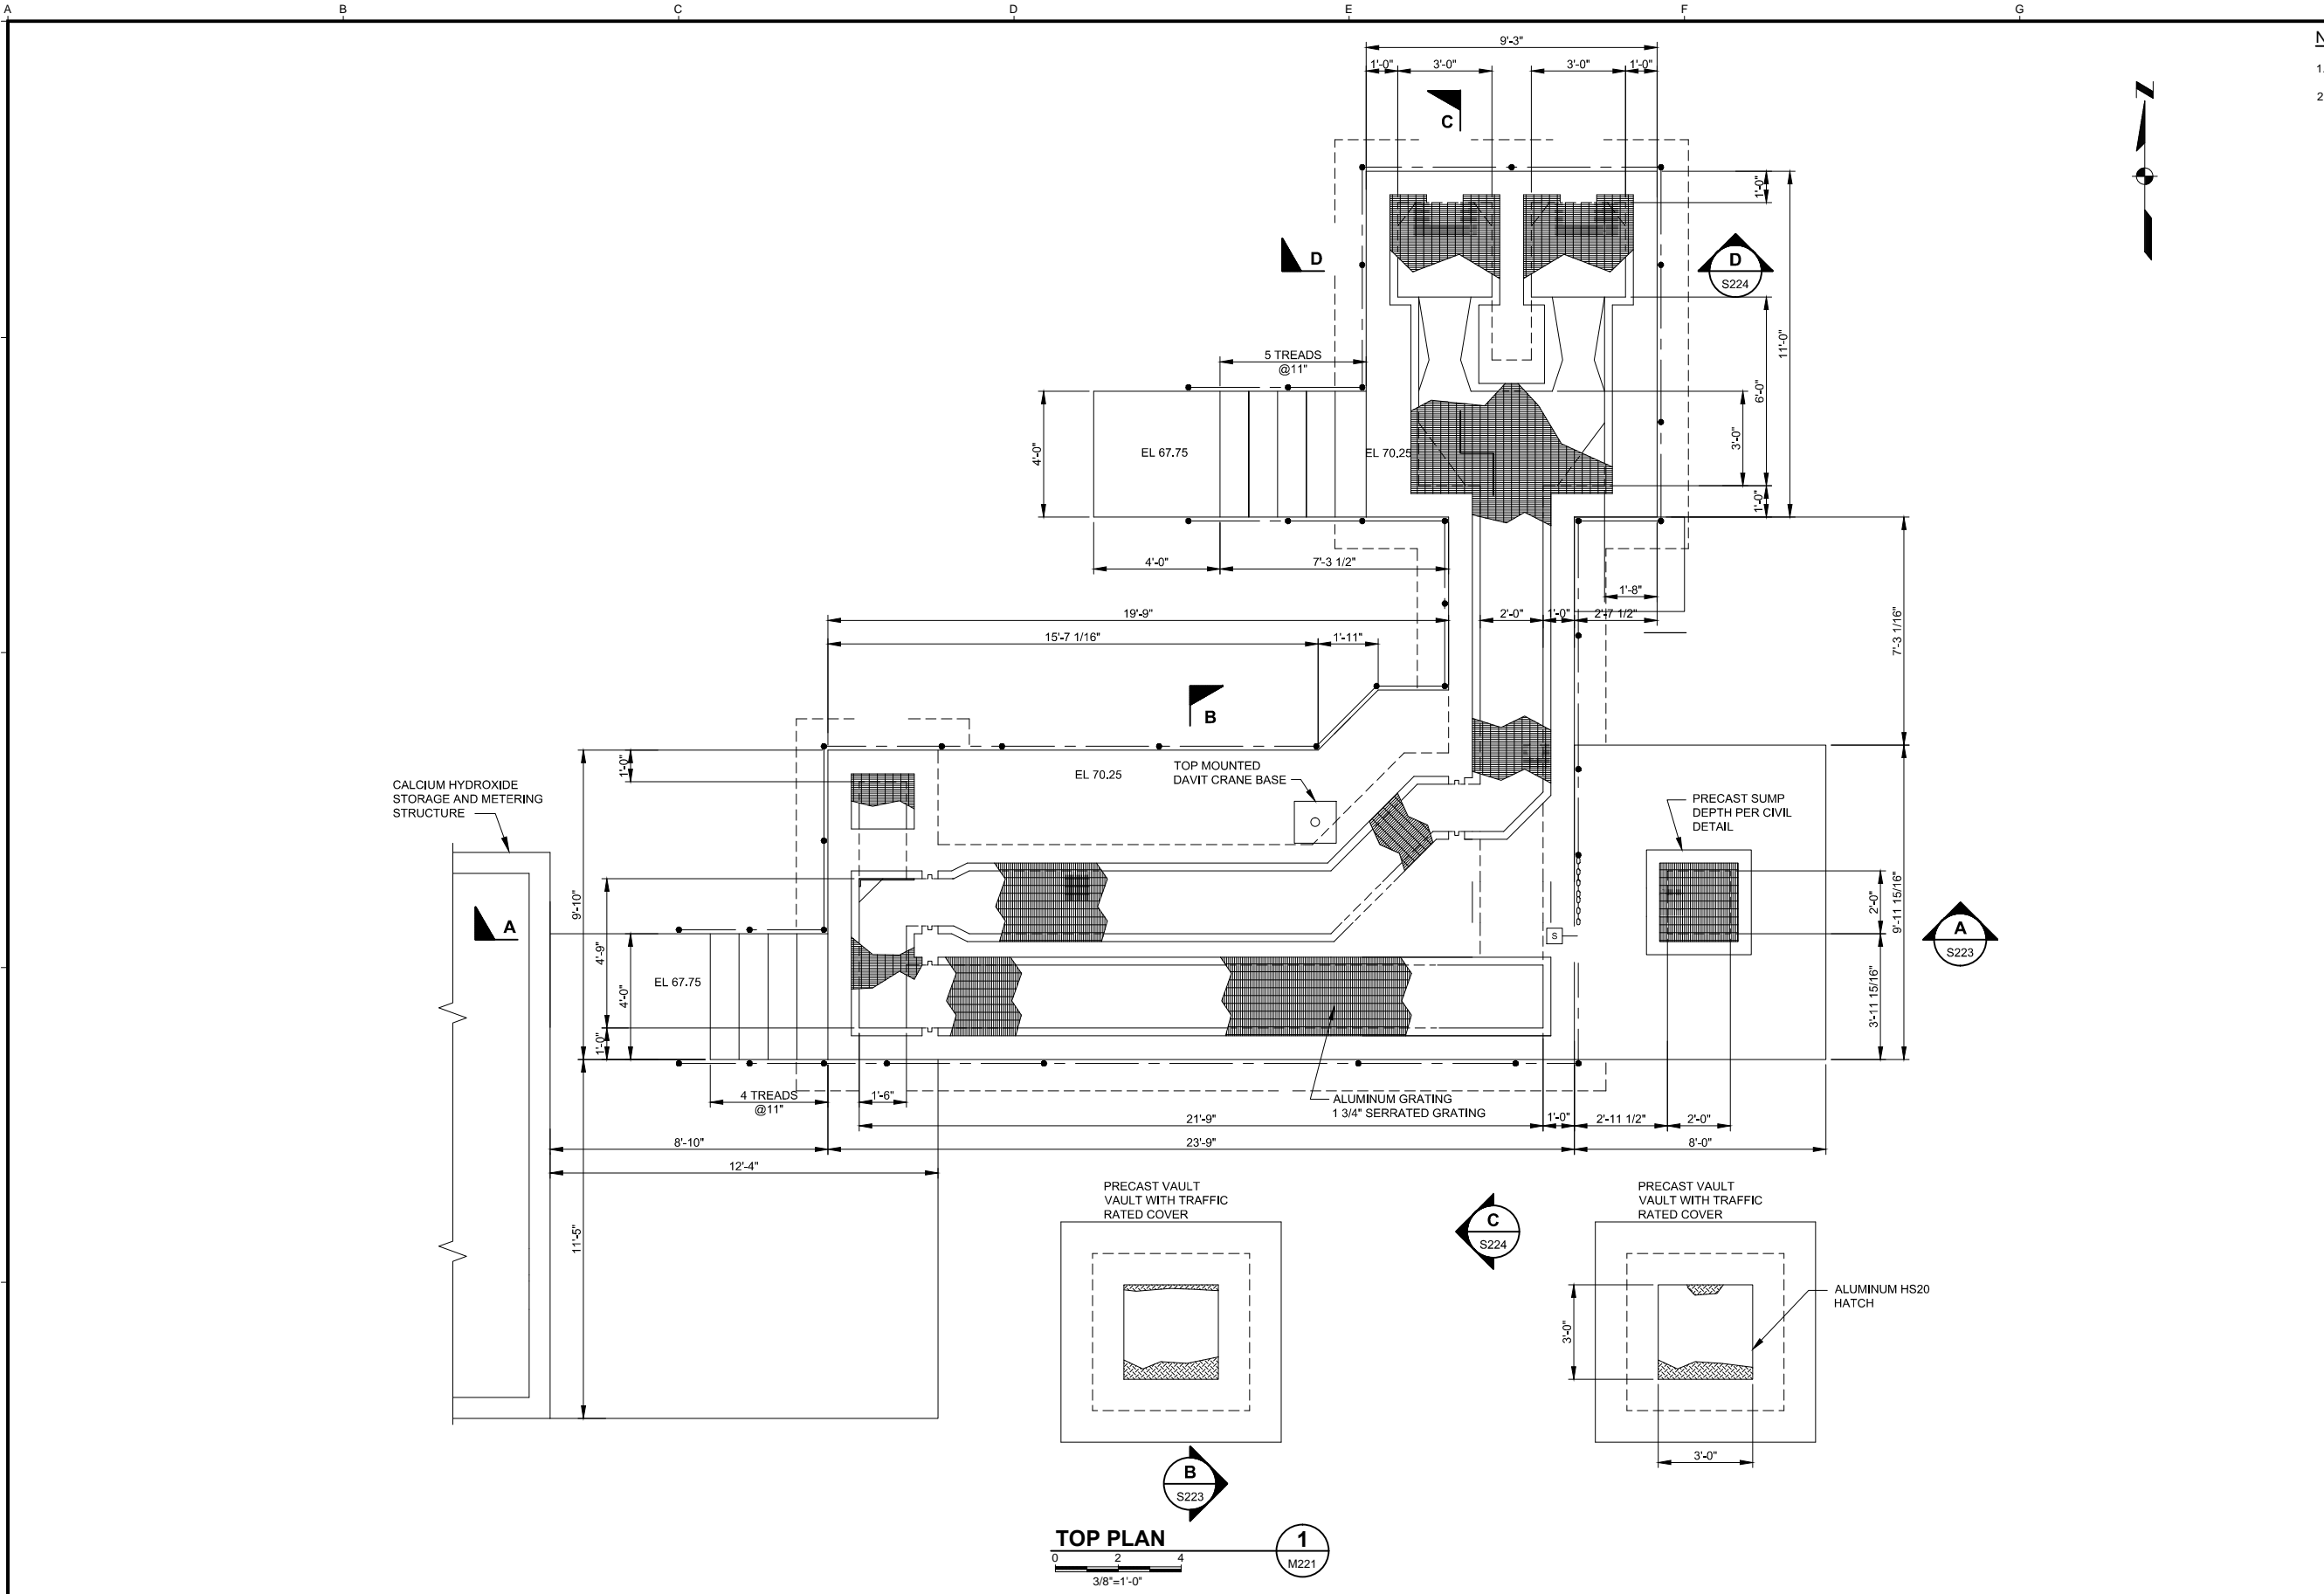 A
B
C
D
E
F
G
N
1.
2
N
9'-3"
1'-0"
3'-0"
3'-0"
1'-0"
C
D
D
S224
1'-0"
11'-0"
6'-0"
3'-0"
1'-0"
5 TREADS
@11"
4'-0"
EL 67.75
EL 70.25
4'-0"
7'-3 1/2"
1'-8"
19'-9"
2'-0"
1'-0"
2'-7 1/2"
15'-7 1/16"
1'-11"
7'-3 1/16"
B
1'-0"
EL 70.25
TOP MOUNTED
DAVIT CRANE BASE
CALCIUM HYDROXIDE
STORAGE AND METERING
STRUCTURE
PRECAST SUMP
DEPTH PER CIVIL
DETAIL
A
9'-10"
4'-9"
4'-0"
1'-0"
EL 67.75
S
2'-0"
9'-11 15/16"
3'-11 15/16"
A
S223
4 TREADS
@11"
1'-6"
ALUMINUM GRATING
1 3/4" SERRATED GRATING
21'-9"
1'-0"
2'-11 1/2"
2'-0"
8'-10"
23'-9"
8'-0"
12'-4"
11'-5"
PRECAST VAULT
VAULT WITH TRAFFIC
RATED COVER
C
S224
PRECAST VAULT
VAULT WITH TRAFFIC
RATED COVER
ALUMINUM HS20
HATCH
3'-0"
3'-0"
B
S223
TOP PLAN
1
M221
0 2 4
3/8"=1'-0"